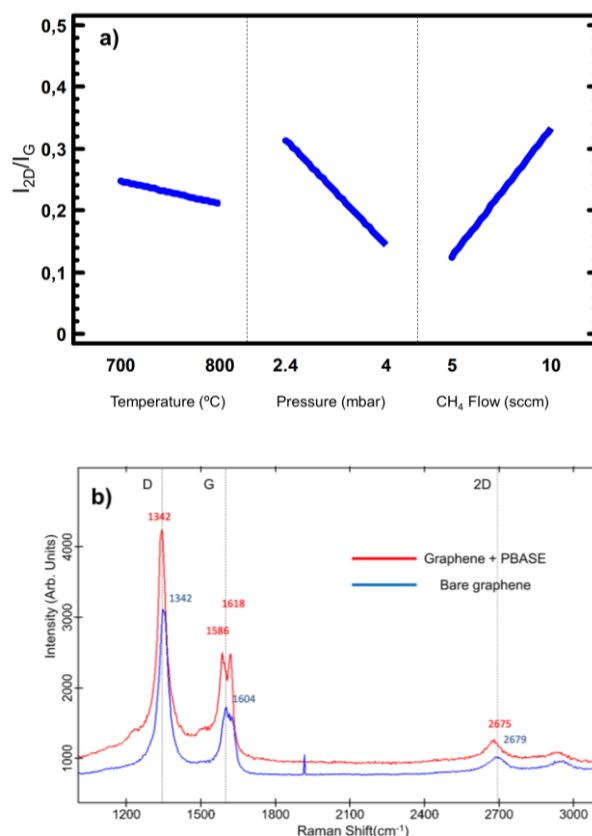 a)
0,5
0,4
0,3
0,2
0,1
0
I2D/IG
700 800 2.4 4 5 10
Temperature (ºC) Pressure (mbar) CH4 Flow (sccm)
b)
D G 2D
1342
1342
1586
1618
1604
2675
2679
Graphene + PBASE
Bare graphene
4000
3000
2000
1000
Intensity (Arb. Units)
1200 1500 1800 2100 2400 2700 3000
Raman Shift(cm-1)